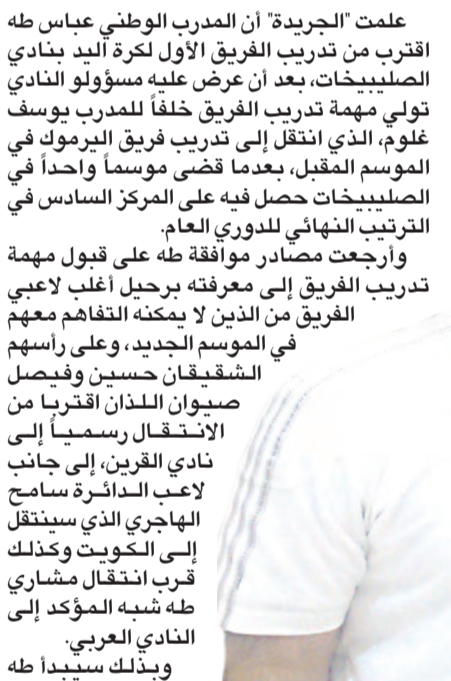 علمت "الجريدة" أن المدرب الوطني عباس طه
اقترب من تدريب الفريق الأول لكرة اليد بنادي
الصليبيخات، بعد أن عرض عليه مسؤولو النادي
تولي مهمة تدريب الفريق خلفاً للمدرب يوسف
غلوم، الذي انتقل إلى تدريب فريق اليرموك في
الموسم المقبل، بعدما قضى موسماً واحداً في
الصليبيخات حصل فيه على المركز السادس في
الترتيب النهائي للدوري العام.
وأرجعت مصادر موافقة طه على قبول مهمة
تدريب الفريق إلى معرفته برحيل أغلب لاعبي
الفريق من الذين لا يمكنه التفاهم معهم
في الموسم الجديد، وعلى رأسهم
الشقيقان حسين وفيصل
صيوان اللذان اقتربا من
الانتقال رسمياً إلى
نادي القرين، إلى جانب
لاعب الدائرة سامح
الهاجري الذي سينتقل
إلى الكويت وكذلك
قرب انتقال مشاري
طه شبه المؤكد إلى
النادي العربي.
وبذلك سيبدأ طه